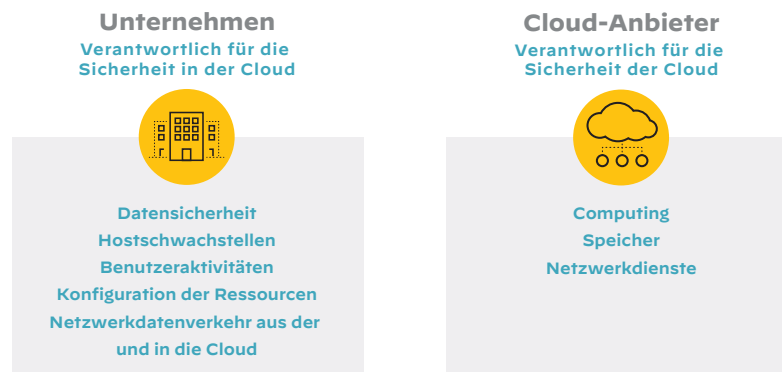 Unternehmen
Verantwortlich für die
Sicherheit in der Cloud
Datensicherheit
Hostschwachstellen
Benutzeraktivitäten
Konfiguration der Ressourcen
Netzwerkdatenverkehr aus der
und in die Cloud
Cloud-Anbieter
Verantwortlich für die
Sicherheit der Cloud
Computing
Speicher
Netzwerkdienste